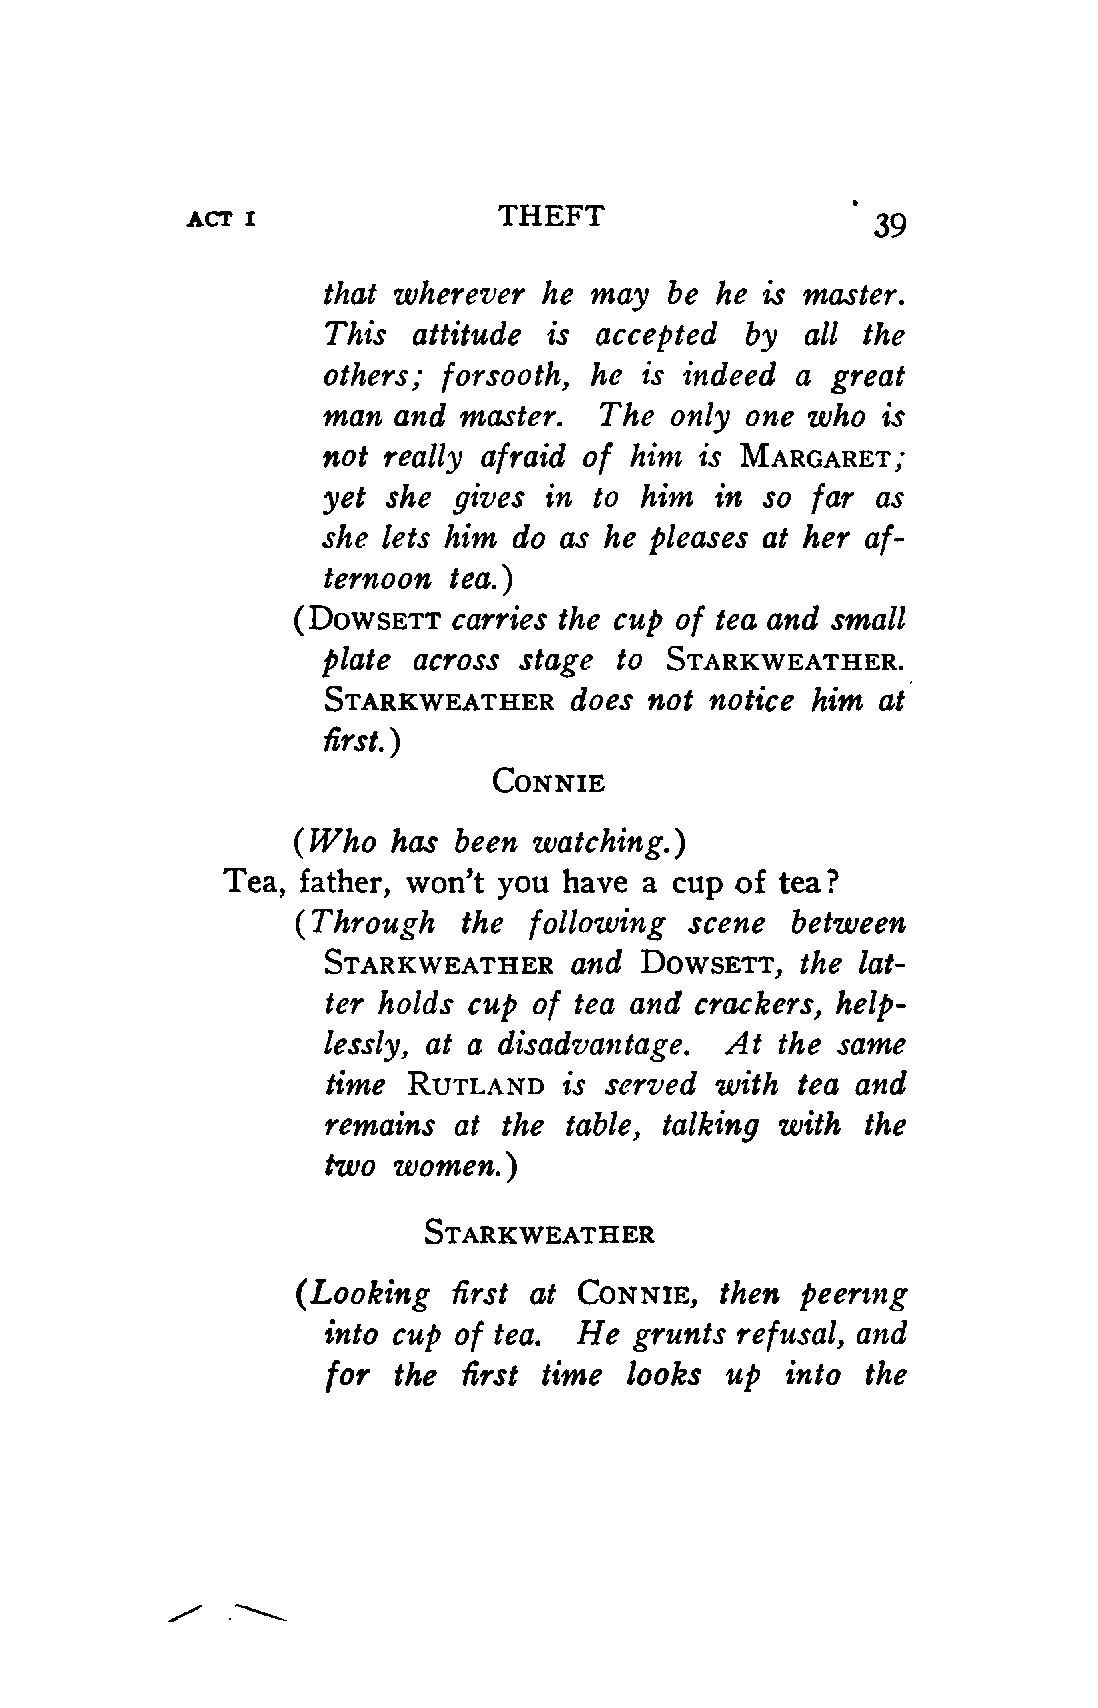 ACT I THEFT 39
that wherever he may be he is master.
This attitude is accepted by all the
others; forsooth, he is indeed a great
man and master. The only one who is
not really afraid of him is MARGARET;
yet she gives in to him in so far as
she lets him do as he pleases at her af-
ternoon tea.)
(DOWSETT carries the cup of tea and small
plate across stage to STARKWEATHER.
STARKWEATHER does not notice him at
first.)
CONNIE
(Who has been watching.)
Tea, father, won't you have a cup of tea?
(Through the following scene between
STARKWEATHER and DOWSETT, the lat-
ter holds cup of tea and crackers, help-
lessly, at a disadvantage. At the same
time RUTLAND is served with tea and
remains at the table, talking with the
two women.)
STARKWEATHER
(Looking first at CONNIE, then peering
into cup of tea. He grunts refusal, and
for the first time looks up into the